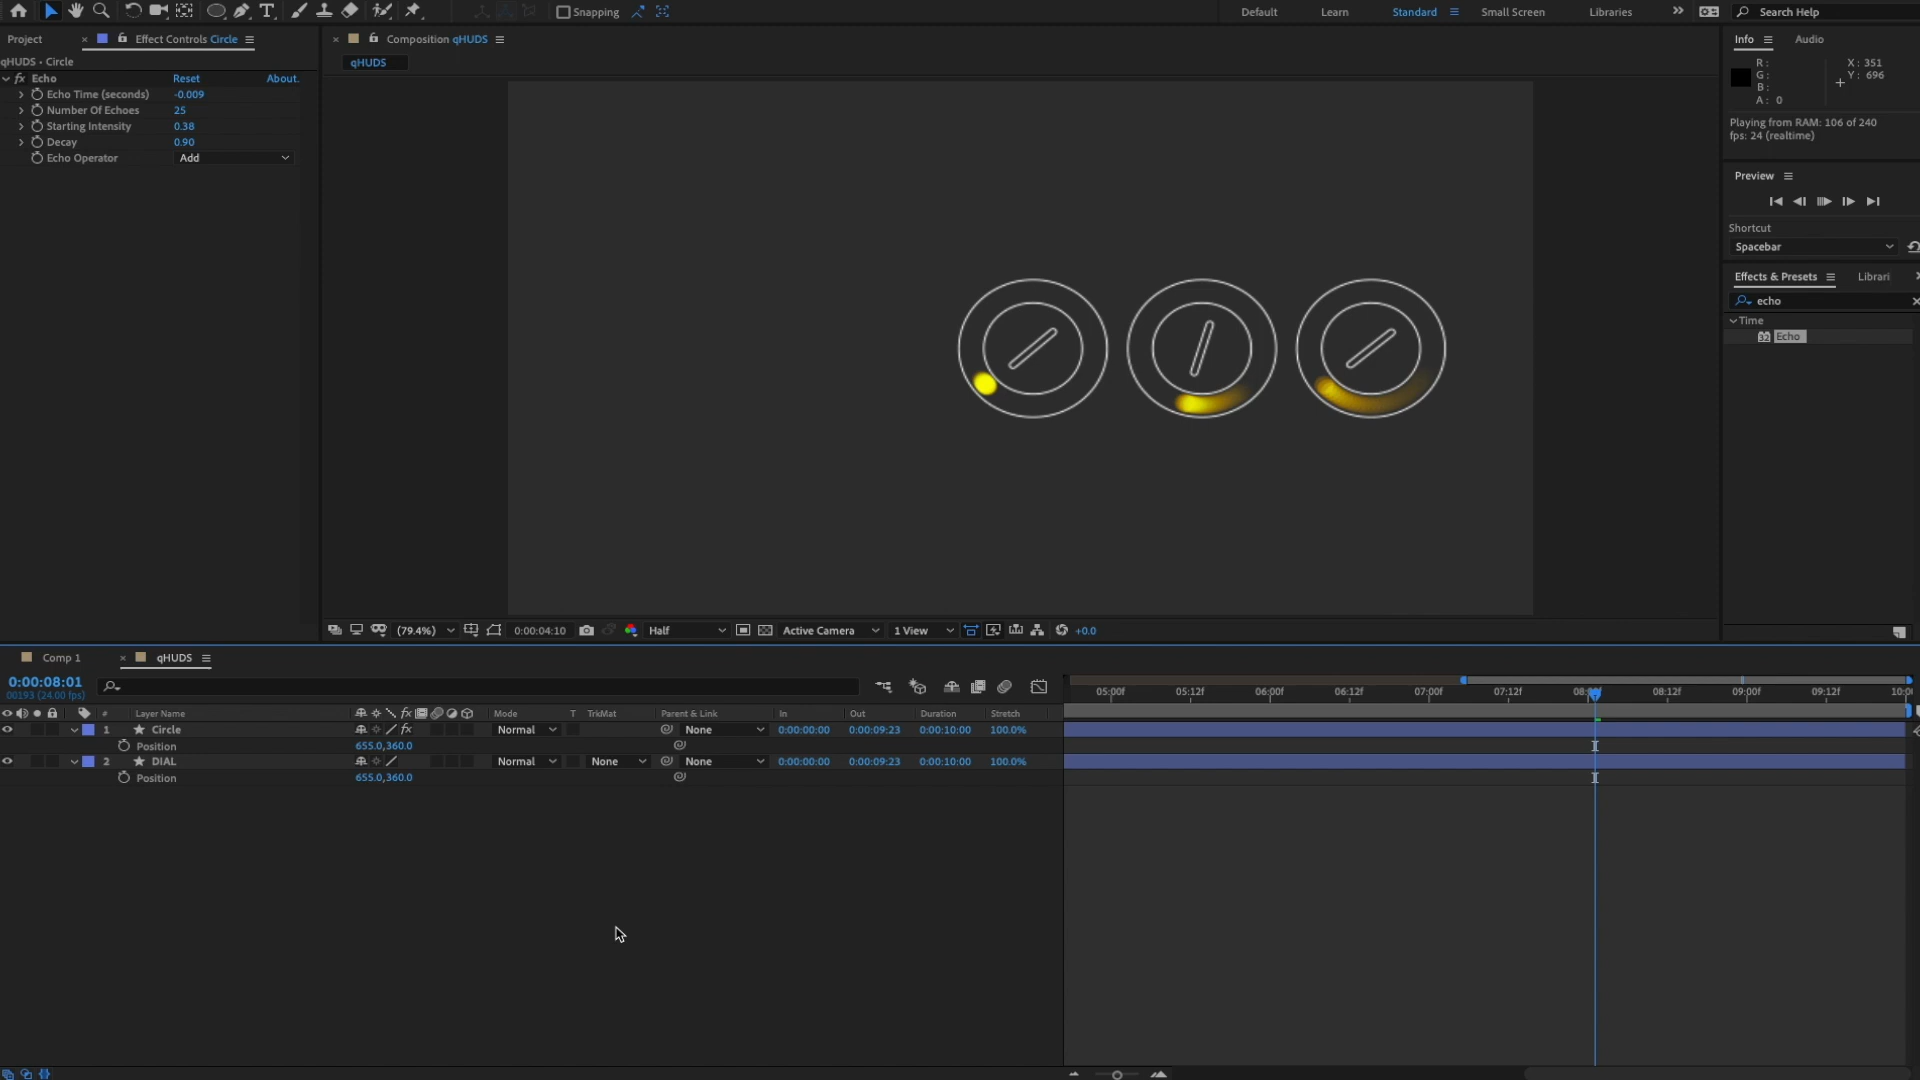 Snapping
Default
Learn
Standard
Small Screen
Libraries
Search Help
Project
Effect Controls Circle
Composition qHUDS
Info
Audio
qHUDS • Circle
qHUDS
fx Echo
Reset
About.
Echo Time (seconds)
-0.009
Number Of Echoes
25
Starting Intensity
0.38
Decay
0.90
Echo Operator
Add
R :
G :
B :
A : 0
X : 351
Y : 696
Playing from RAM: 106 of 240
fps: 24 (realtime)
Preview
Shortcut
Spacebar
Effects & Presets
Librari
echo
Time
32
Echo
(79.4%)
0:00:04:10
Half
Active Camera
1 View
+0.0
Comp 1
qHUDS
0:00:08:01
00193 (24.00 fps)
05:00f
05:12f
06:00f
06:12f
07:00f
07:12f
08:12f
09:00f
09:12f
#
Layer Name
fx
Mode
T
TrkMat
Parent & Link
In
Out
Duration
Stretch
1
Circle
fx
Normal
None
0:00:00:00
0:00:09:23
0:00:10:00
100.0%
Position
655.0,360.0
2
DIAL
Normal
None
None
0:00:00:00
0:00:09:23
0:00:10:00
100.0%
Position
655.0,360.0